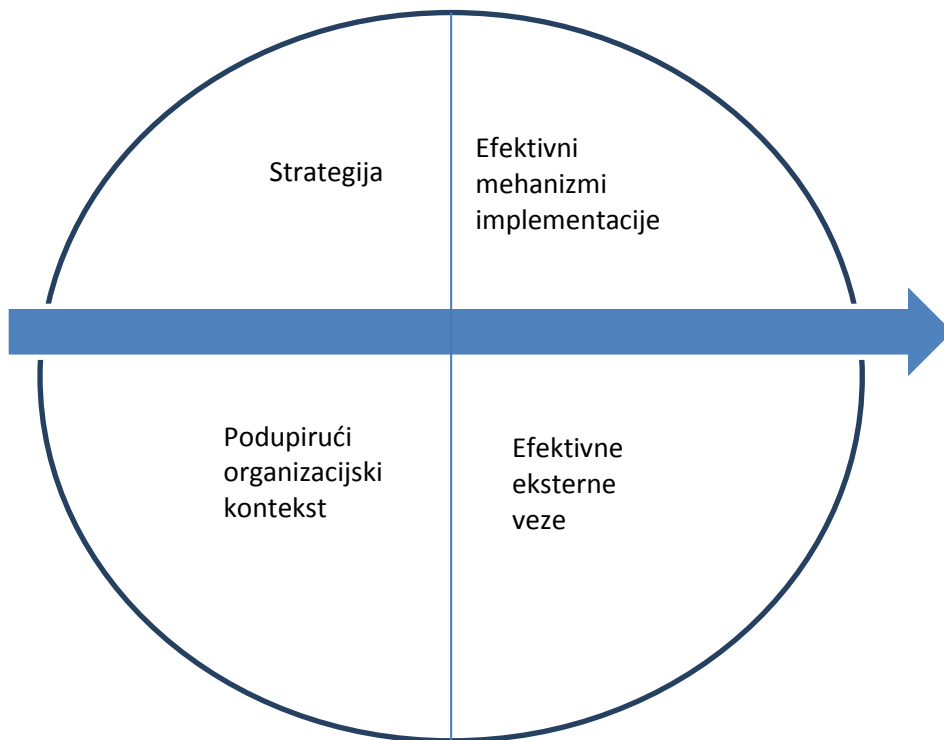 Strategija
Efektivni
mehanizmi
implementacije
Podupirući
organizacijski
kontekst
Efektivne
eksterne
veze